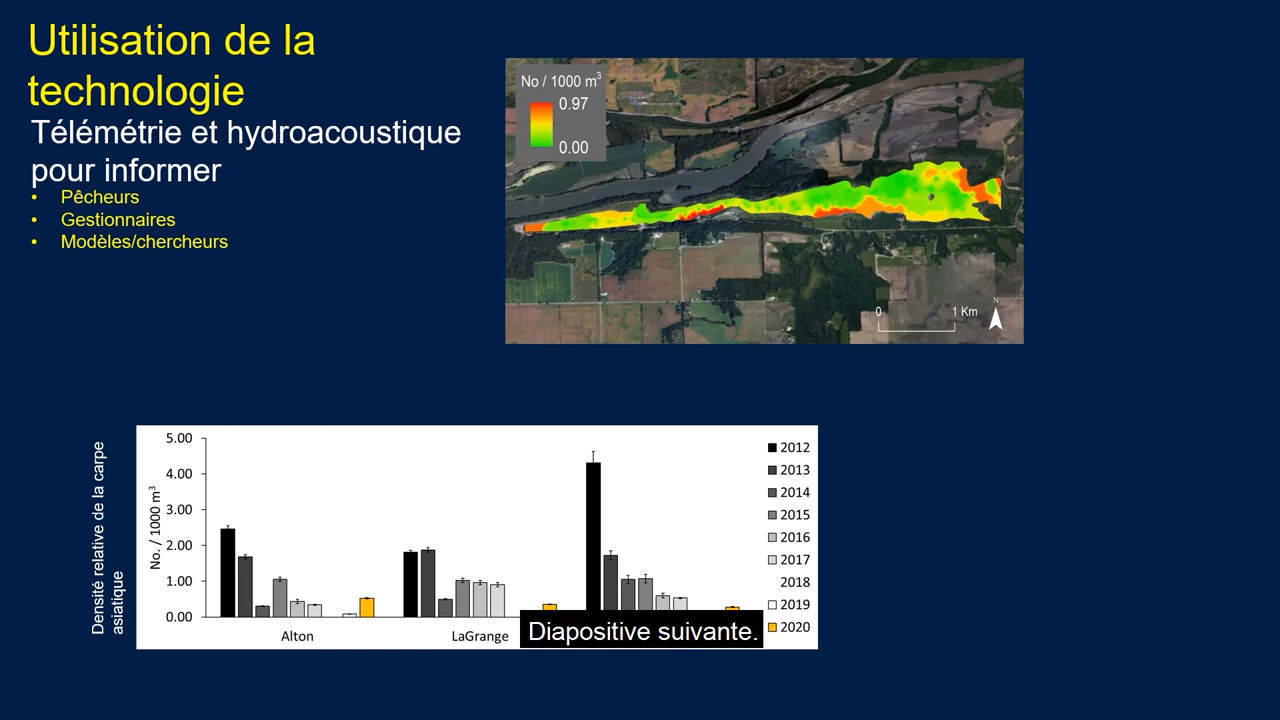 Utilisation de la
technologie
Télémétrie et hydroacoustique
pour informer
• Pêcheurs
• Gestionnaires
• Modèles/chercheurs
No / 1000 m³
0.97
0.00
0 1 Km
N
Densité relative de la carpe
asiatique
No. / 1000 m³
5.00
4.00
3.00
2.00
1.00
0.00
Alton
LaGrange
2012
2013
2014
2015
2016
2017
2018
2019
2020
Diapositive suivante.